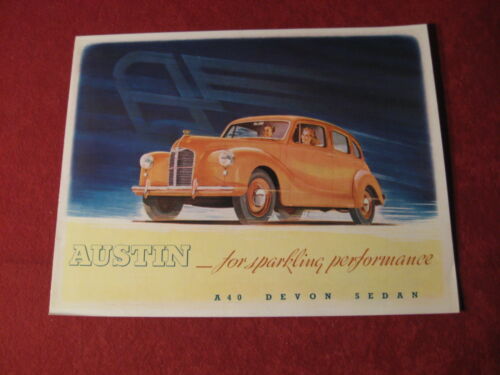 AUSTIN — for sparkling performance
A40 DEVON SEDAN